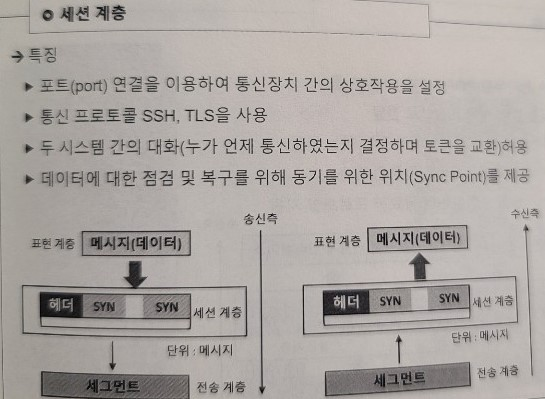 세션 계층
→ 특징
▶ 포트(port) 연결을 이용하여 통신장치 간의 상호작용을 설정
▶ 통신 프로토콜 SSH, TLS을 사용
▶ 두 시스템 간의 대화(누가 언제 통신하였는지 결정하며 토큰을 교환)허용
▶ 데이터에 대한 점검 및 복구를 위해 동기를 위한 위치(Sync Point)를 제공
송신측
표현 계층 메시지(데이터)
헤더 SYN SYN 세션 계층
단위 : 메시지
세그먼트 전송 계층
수신측
표현 계층 메시지(데이터)
헤더 SYN SYN 세션 계층
단위 : 메시지
세그먼트 전송 계층